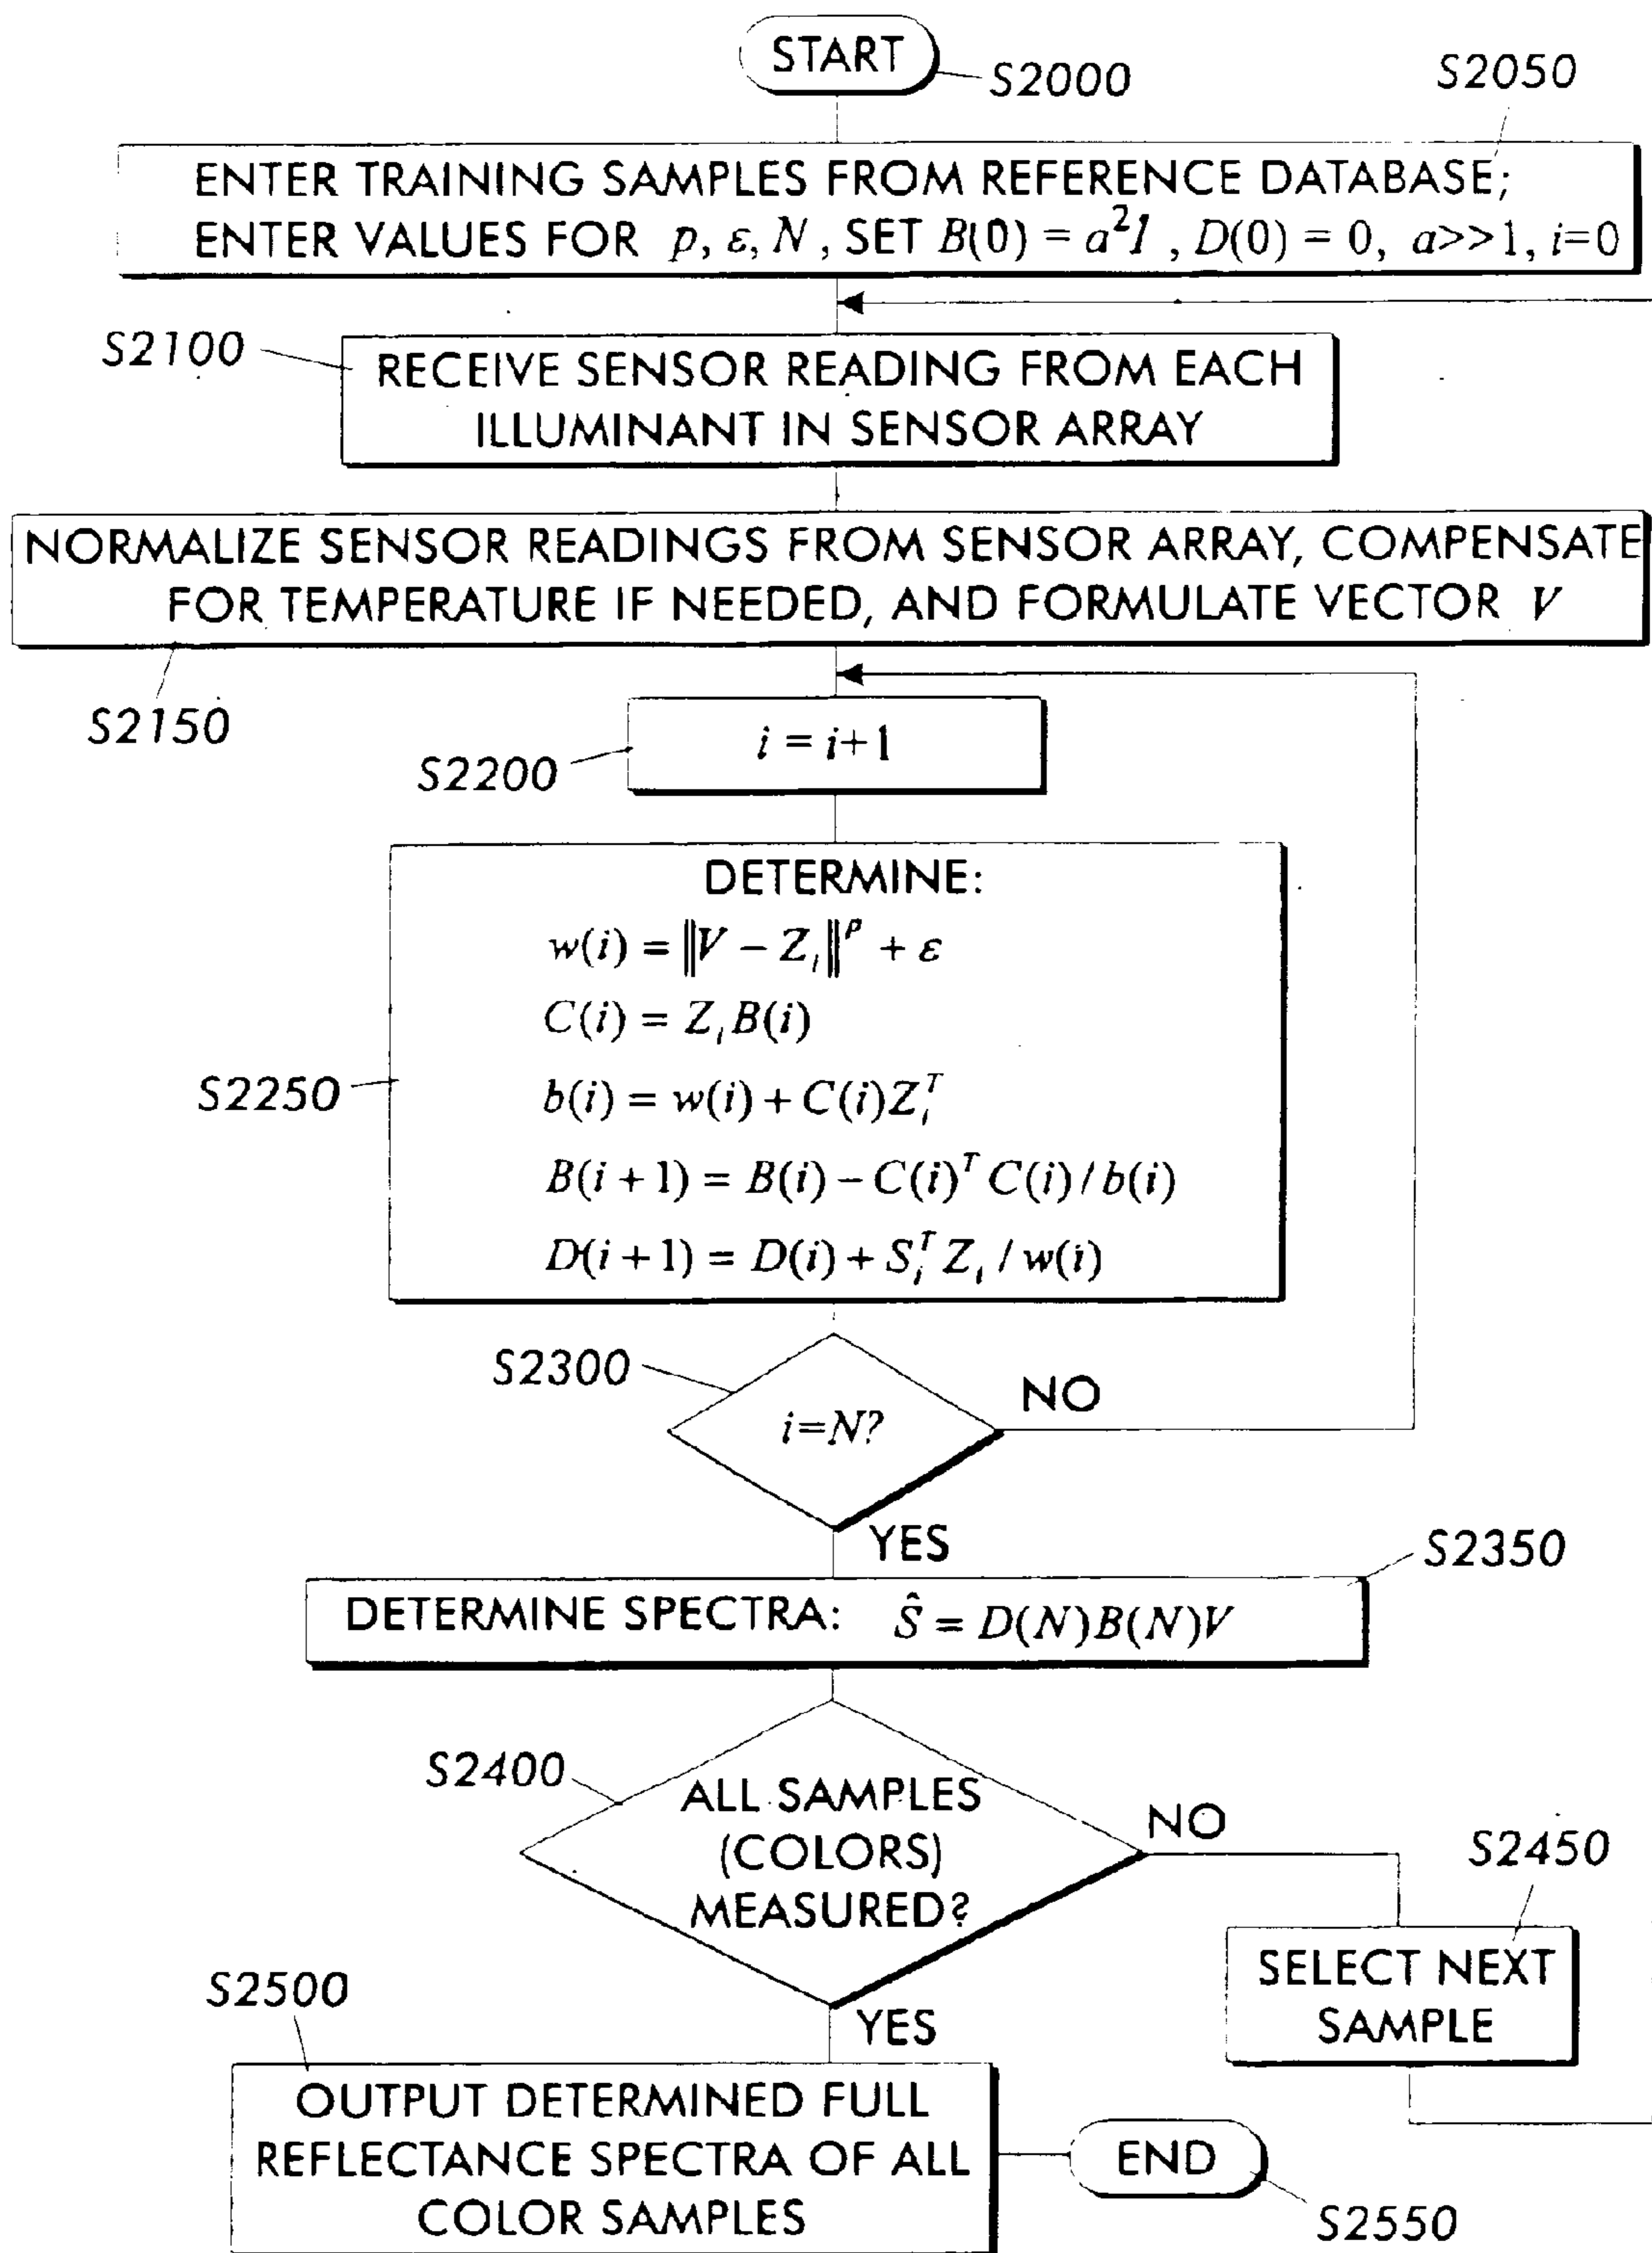 START
S2000
S2050
ENTER TRAINING SAMPLES FROM REFERENCE DATABASE;
ENTER VALUES FOR p, ε, N, SET B(0) = a²I, D(0) = 0, a>>1, i=0
S2100
RECEIVE SENSOR READING FROM EACH
ILLUMINANT IN SENSOR ARRAY
NORMALIZE SENSOR READINGS FROM SENSOR ARRAY, COMPENSATE
FOR TEMPERATURE IF NEEDED, AND FORMULATE VECTOR V
S2150
i = i+1
S2200
DETERMINE:
w(i) = ‖V − Z_i‖^p + ε
C(i) = Z_i B(i)
S2250
b(i) = w(i) + C(i)Z_i^T
B(i + 1) = B(i) − C(i)^T C(i) / b(i)
D(i + 1) = D(i) + S_i^T Z_i / w(i)
S2300
NO
i=N?
YES
S2350
DETERMINE SPECTRA: Ŝ = D(N)B(N)V
S2400
ALL SAMPLES
(COLORS)
MEASURED?
NO
S2450
SELECT NEXT
SAMPLE
S2500
YES
OUTPUT DETERMINED FULL
REFLECTANCE SPECTRA OF ALL
COLOR SAMPLES
END
S2550